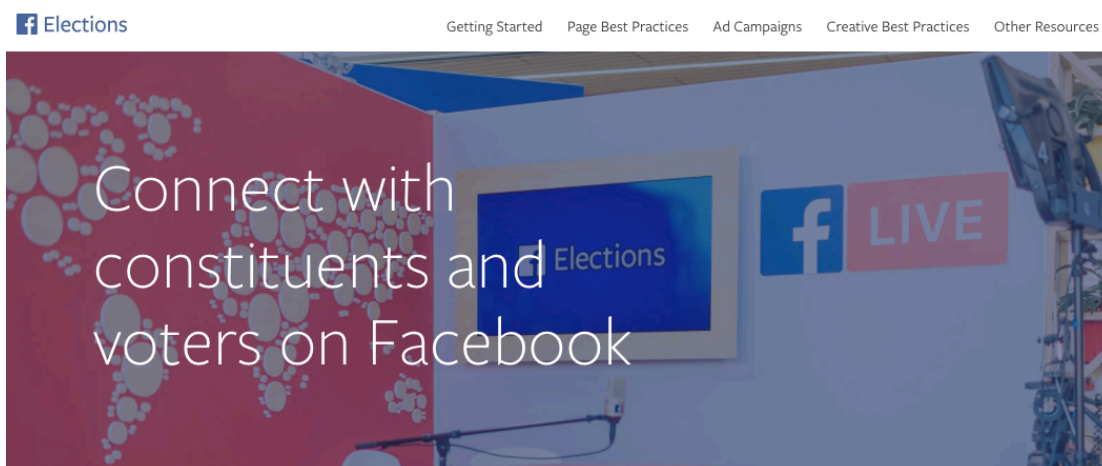 f Elections
Getting Started Page Best Practices Ad Campaigns Creative Best Practices Other Resources
Connect with
constituents and
voters on Facebook
f Elections
f LIVE
4
f